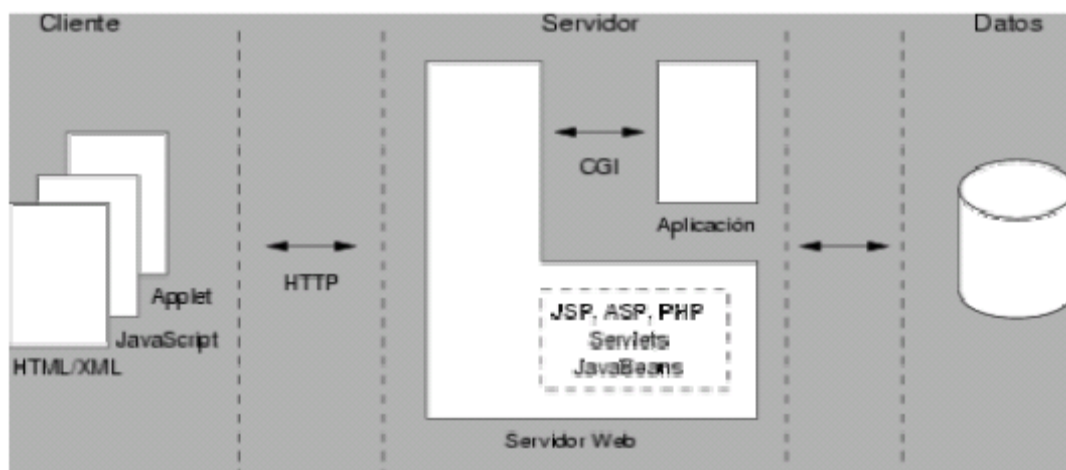 Cliente
Servidor
Datos
CGI
Aplicación
HTTP
Applet
JavaScript
HTML/XML
JSP, ASP, PHP
Servlets
JavaBeans
Servidor Web